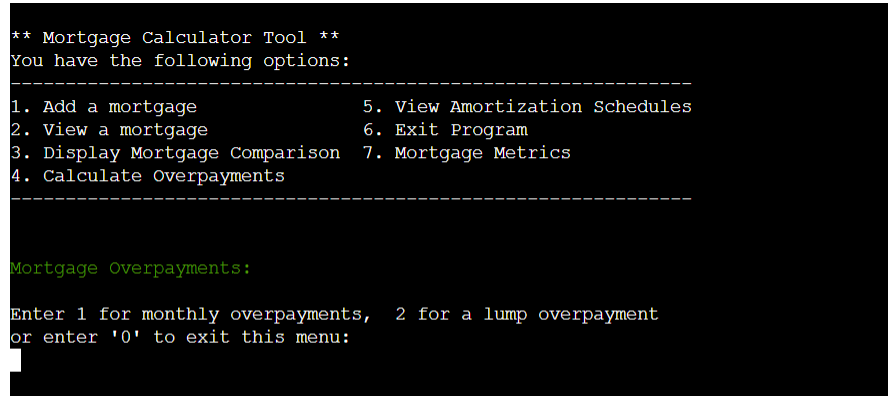 ** Mortgage Calculator Tool **
You have the following options:
--------------------------------------------------------------
1. Add a mortgage               5. View Amortization Schedules
2. View a mortgage              6. Exit Program
3. Display Mortgage Comparison  7. Mortgage Metrics
4. Calculate Overpayments
--------------------------------------------------------------
Mortgage Overpayments:
Enter 1 for monthly overpayments,  2 for a lump overpayment
or enter '0' to exit this menu: